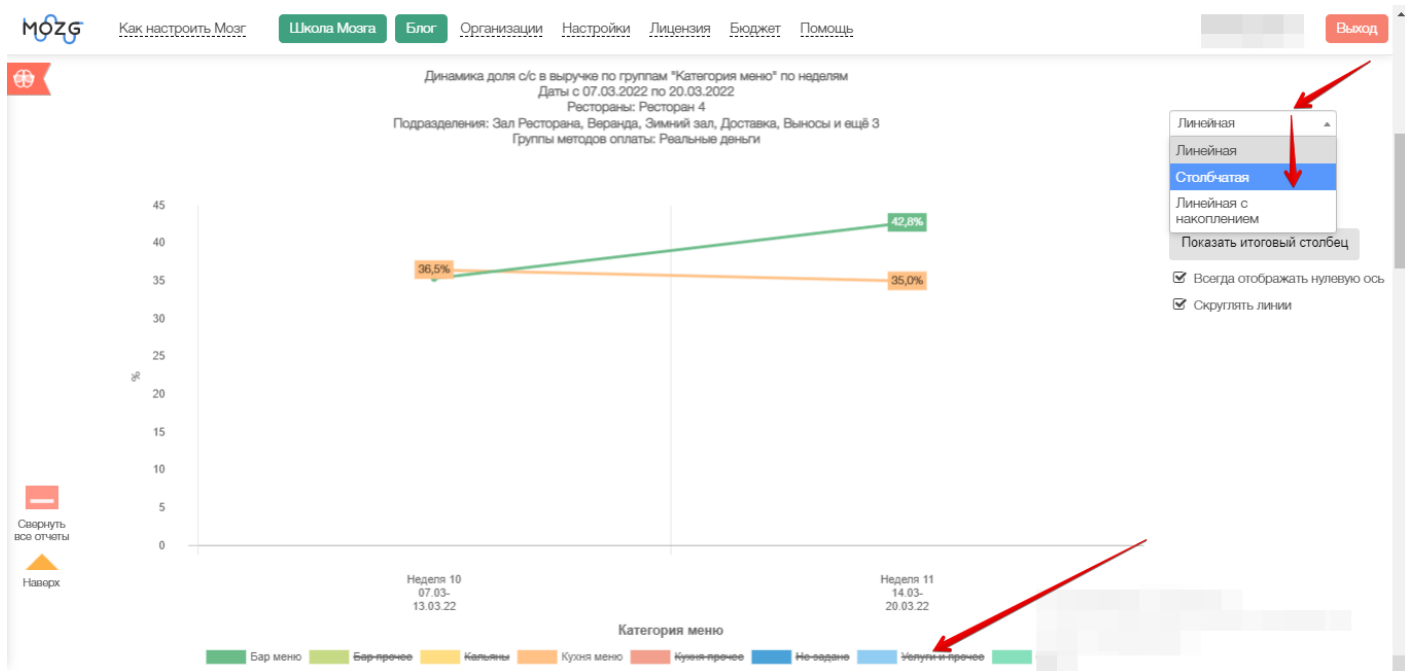 MOZG
Как настроить Мозг
Школа Мозга
Блог
Организации
Настройки
Лицензия
Бюджет
Помощь
Выход
Динамика доля с/с в выручке по группам "Категория меню" по неделям
Даты с 07.03.2022 по 20.03.2022
Рестораны: Ресторан 4
Подразделения: Зал Ресторана, Веранда, Зимний зал, Доставка, Выносы и ещё 3
Группы методов оплаты: Реальные деньги
Линейная
Линейная
Столбчатая
Линейная с
накоплением
Показать итоговый столбец
Всегда отображать нулевую ось
Скруглять линии
45
40
35
30
25
20
15
10
5
0
%
42,8%
36,5%
35,0%
Свернуть
все отчеты
Наверх
Неделя 10
07.03-
13.03.22
Неделя 11
14.03-
20.03.22
Категория меню
Бар меню
Бар прочее
Кальяны
Кухня меню
Кухня прочее
Не задано
Услуги и прочее